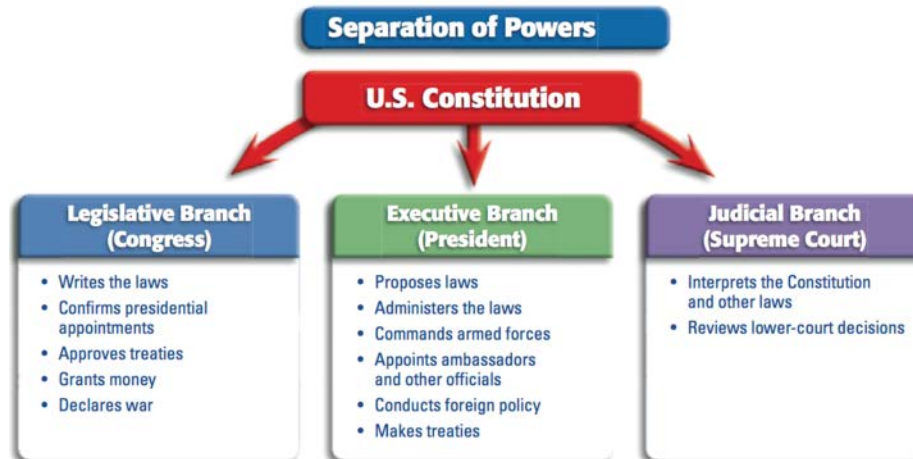 Separation of Powers
U.S. Constitution
Legislative Branch
(Congress)
• Writes the laws
• Confirms presidential
appointments
• Approves treaties
• Grants money
• Declares war
Executive Branch
(President)
• Proposes laws
• Administers the laws
• Commands armed forces
• Appoints ambassadors
and other officials
• Conducts foreign policy
• Makes treaties
Judicial Branch
(Supreme Court)
• Interprets the Constitution
and other laws
• Reviews lower-court decisions